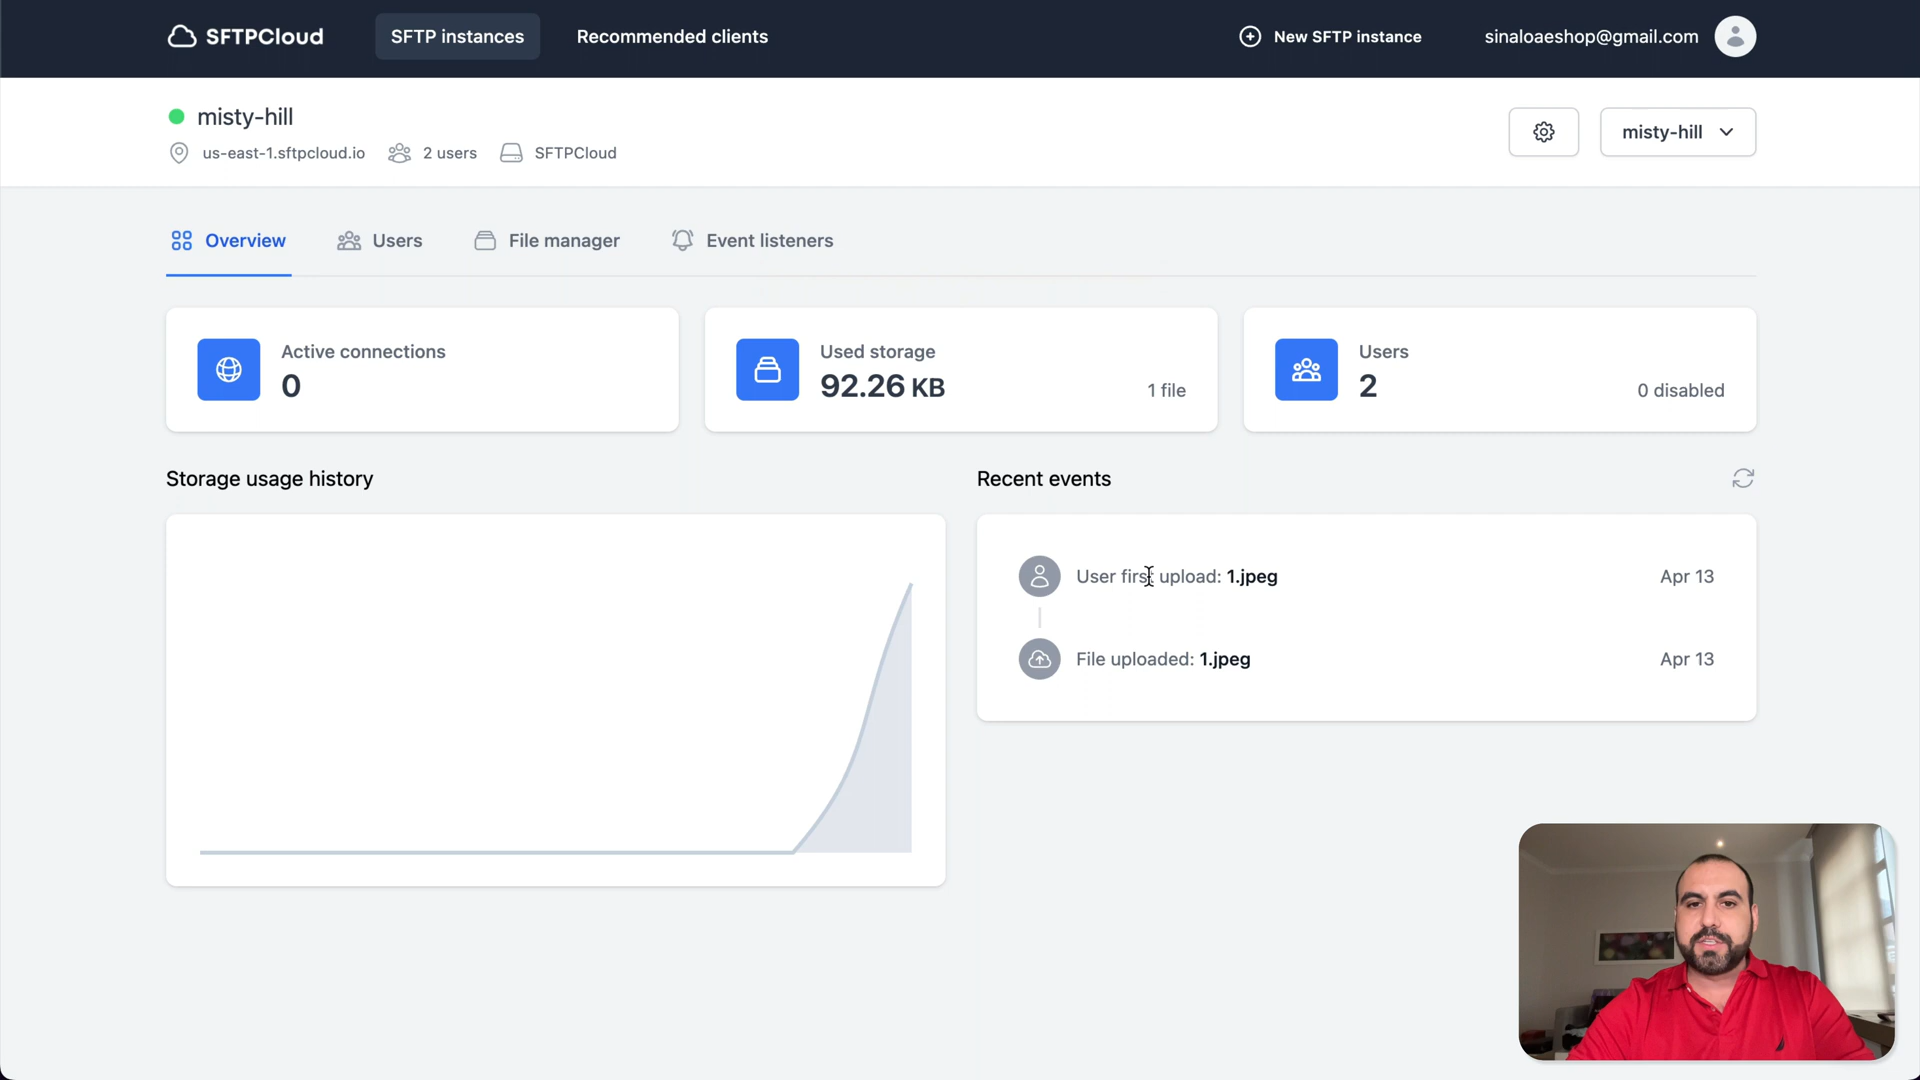 SFTPCloud
SFTP instances
Recommended clients
New SFTP instance
sinaloaeshop@gmail.com
misty-hill
us-east-1.sftpcloud.io
2 users
SFTPCloud
misty-hill
Overview
Users
File manager
Event listeners
Active connections
0
Used storage
92.26 KB
1 file
Users
2
0 disabled
Storage usage history
Recent events
User first upload: 1.jpeg
Apr 13
File uploaded: 1.jpeg
Apr 13